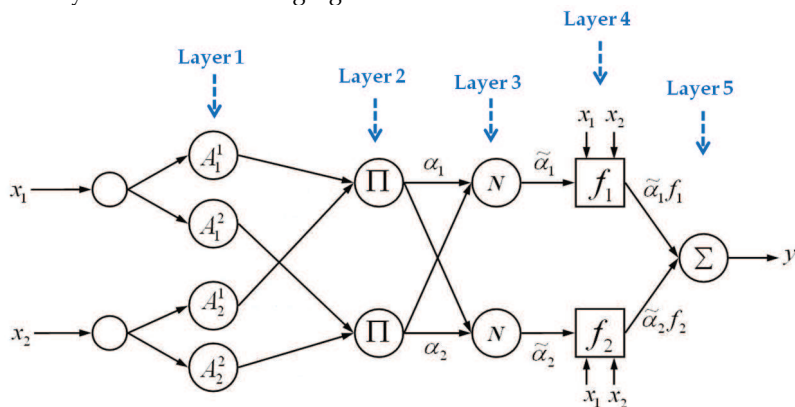 Layer 1
Layer 2
Layer 3
Layer 4
Layer 5
x₁ x₂
x₁
A₁¹
A₁²
Π
α₁
N
α̃₁
f₁
α̃₁f₁
Σ
y
x₂
A₂¹
A₂²
Π
α₂
N
α̃₂
f₂
α̃₂f₂
x₁ x₂